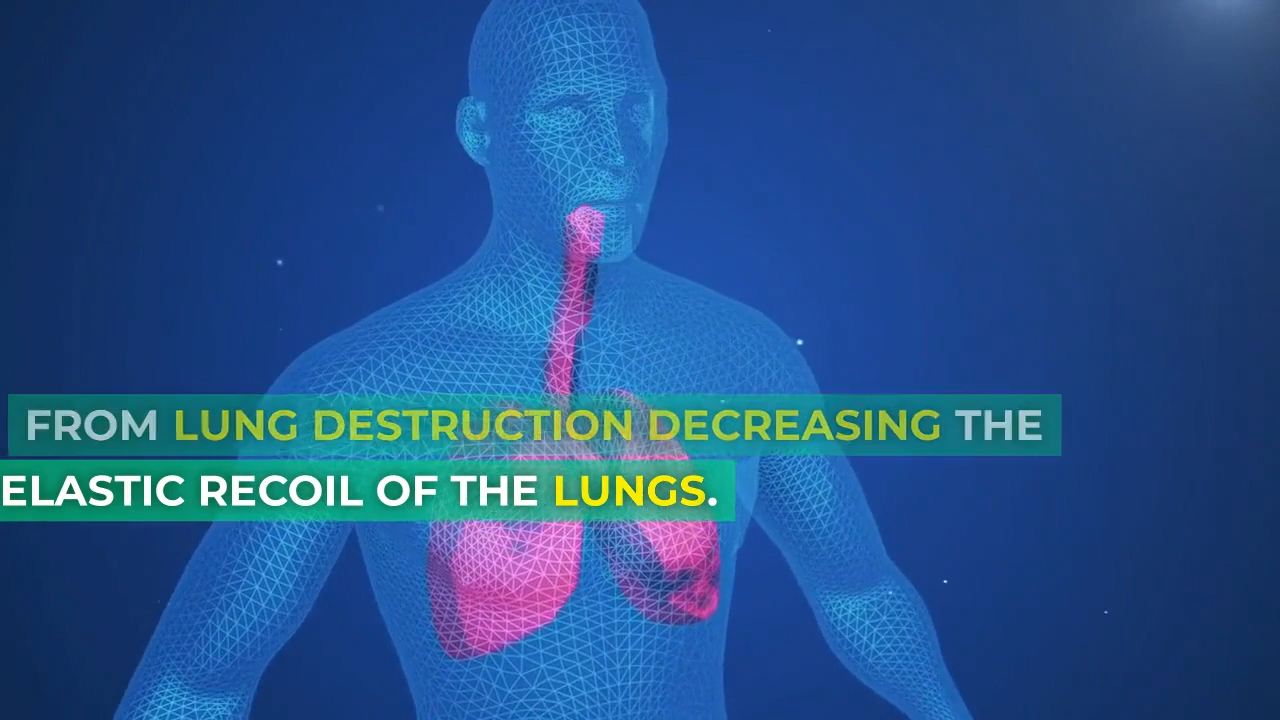 FROM LUNG DESTRUCTION DECREASING THE
ELASTIC RECOIL OF THE LUNGS.